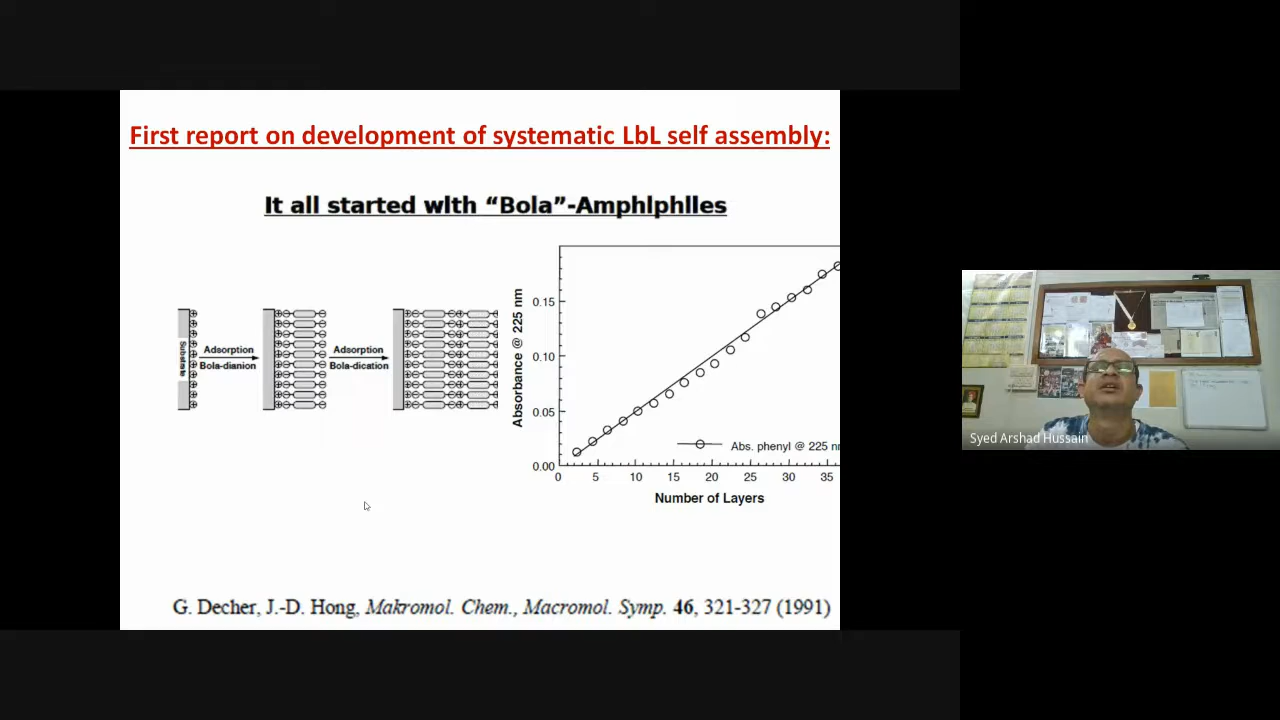 First report on development of systematic LbL self assembly:
It all started with “Bola”-Amphiphiles
Substrate
Adsorption
Bola-dianion
Adsorption
Bola-dication
Absorbance @ 225 nm
0.15
0.10
0.05
0.00
0 5 10 15 20 25 30 35
Abs. phenyl @ 225 nm
Number of Layers
G. Decher, J.-D. Hong, Makromol. Chem., Macromol. Symp. 46, 321-327 (1991)
Syed Arshad Hussain